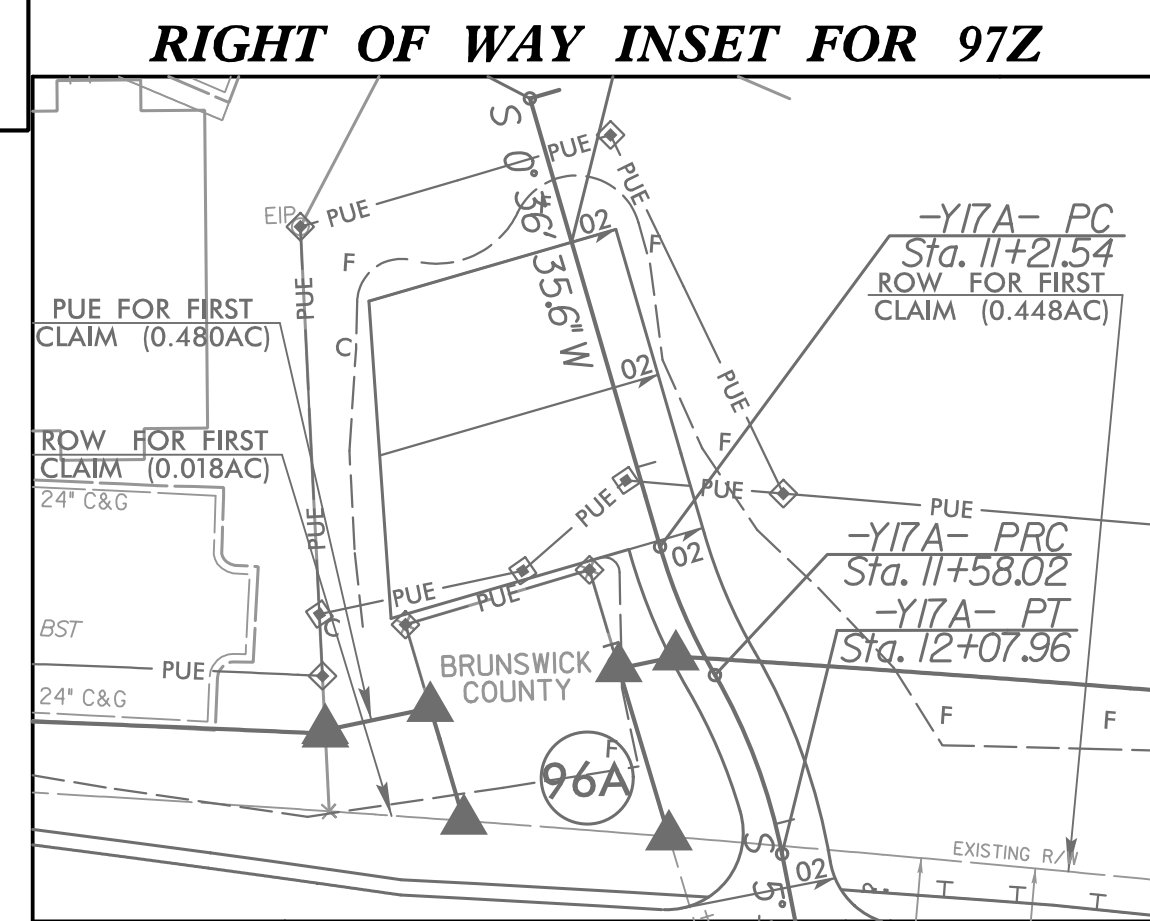 RIGHT OF WAY INSET FOR 97Z
S 0° 36' 35.6" W
PUE
PUE
PUE
EIP
F
F
F
02
-Y17A- PC
Sta. 11+21.54
ROW FOR FIRST
CLAIM (0.448AC)
PUE
PUE FOR FIRST
CLAIM (0.480AC)
C
02
PUE
F
ROW FOR FIRST
CLAIM (0.018AC)
24" C&G
PUE
PUE
PUE
PUE
02
-Y17A- PRC
Sta. 11+58.02
-Y17A- PT
Sta. 12+07.96
PUE
PUE
C
BST
PUE
24" C&G
BRUNSWICK
COUNTY
F
F
F
96A
EXISTING R/W
S 5°
02
T
T
T